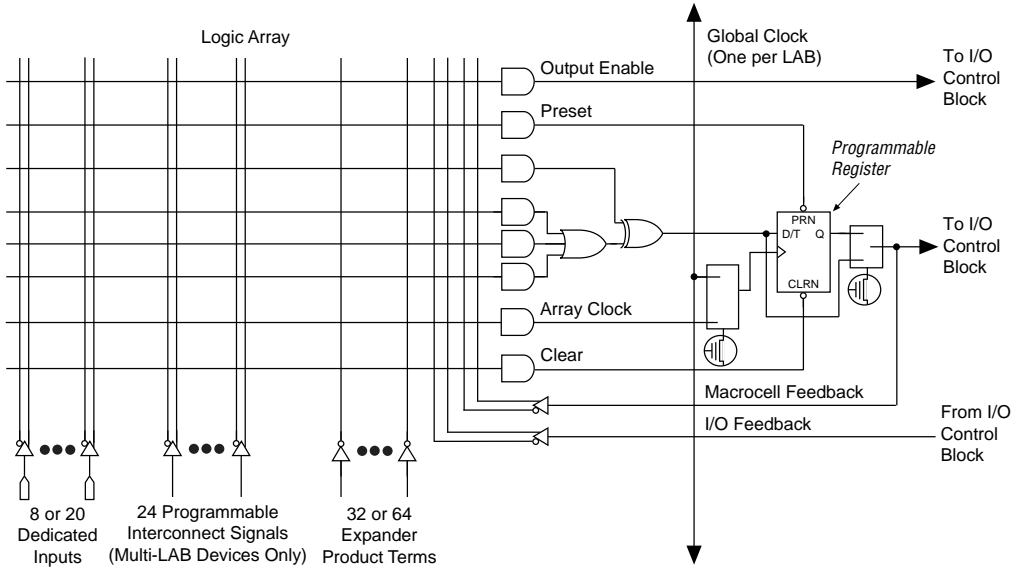 Logic Array
Global Clock
(One per LAB)
Output Enable
To I/O
Control
Block
Preset
Programmable
Register
PRN
D/T
Q
CLRN
To I/O
Control
Block
Array Clock
Clear
Macrocell Feedback
I/O Feedback
From I/O
Control
Block
8 or 20
Dedicated
Inputs
24 Programmable
Interconnect Signals
(Multi-LAB Devices Only)
32 or 64
Expander
Product Terms